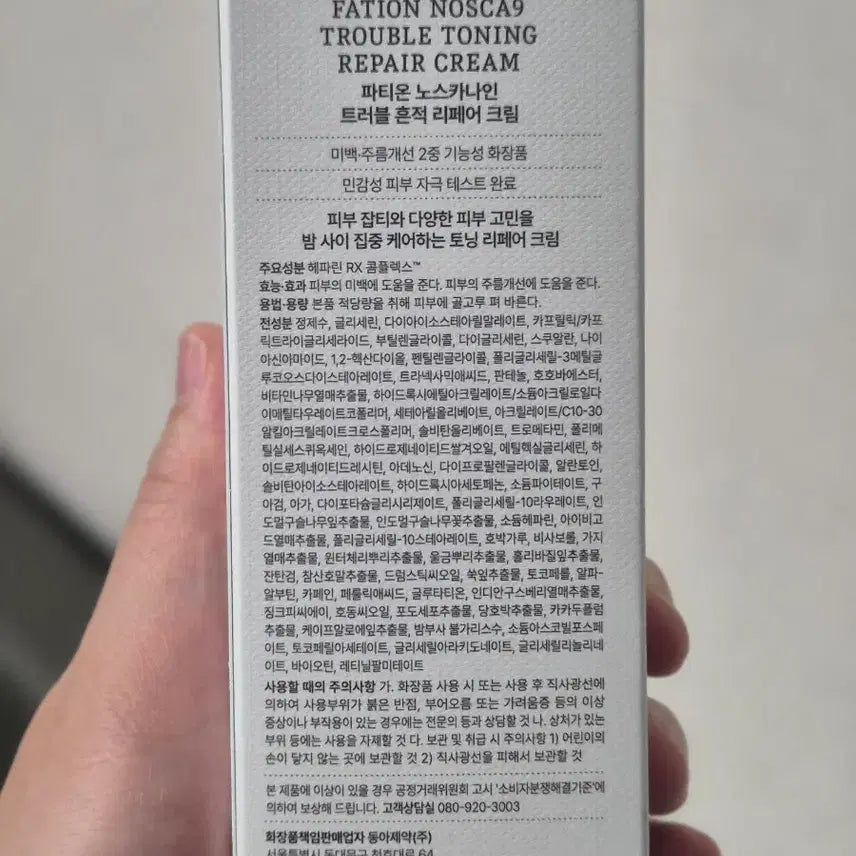 FATION NOSCA9
TROUBLE TONING
REPAIR CREAM
파티온 노스카나인
트러블 흔적 리페어 크림
미백·주름개선 2중 기능성 화장품
민감성 피부 자극 테스트 완료
피부 잡티와 다양한 피부 고민을
밤 사이 집중 케어하는 토닝 리페어 크림
주요성분 헤파린 RX 콤플렉스™
효능·효과 피부의 미백에 도움을 준다. 피부의 주름개선에 도움을 준다.
용법·용량 본품 적당량을 취해 피부에 골고루 펴 바른다.
전성분 정제수, 글리세린, 다이아이소스테아릴말레이트, 카프릴릭/카프
릭트라이글리세라이드, 부틸렌글라이콜, 다이글리세린, 스쿠알란, 나이
아신아마이드, 1,2-헥산다이올, 펜틸렌글라이콜, 폴리글리세릴-3메틸글
루코오스다이스테아레이트, 트라넥사믹애씨드, 판테놀, 호호바에스터,
비타민나무열매추출물, 하이드록시에틸아크릴레이트/소듐아크릴로일다
이메틸타우레이트코폴리머, 세테아릴올리베이트, 아크릴레이트/C10-30
알킬아크릴레이트크로스폴리머, 솔비탄올리베이트, 트로메타민, 폴리메
틸실세스퀴옥세인, 하이드로제네이티드쌀겨오일, 에틸헥실글리세린, 하
이드로제네이티드레시틴, 아데노신, 다이프로필렌글라이콜, 알란토인,
솔비탄아이소스테아레이트, 하이드록시아세토페논, 소듐파이테이트, 구
아검, 아가, 다이포타슘글리시리제이트, 폴리글리세릴-10라우레이트, 인
도멀구슬나무잎추출물, 인도멀구슬나무꽃추출물, 소듐헤파린, 아이비고
드열매추출물, 폴리글리세릴-10스테아레이트, 호박가루, 비사보롤, 가지
열매추출물, 윈터체리뿌리추출물, 울금뿌리추출물, 홀리바질잎추출물,
잔탄검, 참산호말추출물, 드럼스틱씨오일, 쑥잎추출물, 토코페롤, 알파-
알부틴, 카페인, 페룰릭애씨드, 글루타티온, 인디안구스베리열매추출물,
징크피씨에이, 호동씨오일, 포도세포추출물, 당호박추출물, 카카두플럼
추출물, 케이프알로에잎추출물, 밤부사 불가리스수, 소듐아스코빌포스페
이트, 토코페릴아세테이트, 글리세릴아라키도네이트, 글리세릴리놀리네
이트, 바이오틴, 레티닐팔미테이트
사용할 때의 주의사항 가. 화장품 사용 시 또는 사용 후 직사광선에
의하여 사용부위가 붉은 반점, 부어오름 또는 가려움증 등의 이상
증상이나 부작용이 있는 경우에는 전문의 등과 상담할 것 나. 상처가 있는
부위 등에는 사용을 자제할 것 다. 보관 및 취급 시 주의사항 1) 어린이의
손이 닿지 않는 곳에 보관할 것 2) 직사광선을 피해서 보관할 것
본 제품에 이상이 있을 경우 공정거래위원회 고시 '소비자분쟁해결기준'에
의하여 보상해 드립니다. 고객상담실 080-920-3003
화장품책임판매업자 동아제약(주)
서울특별시 동대문구 천호대로 64